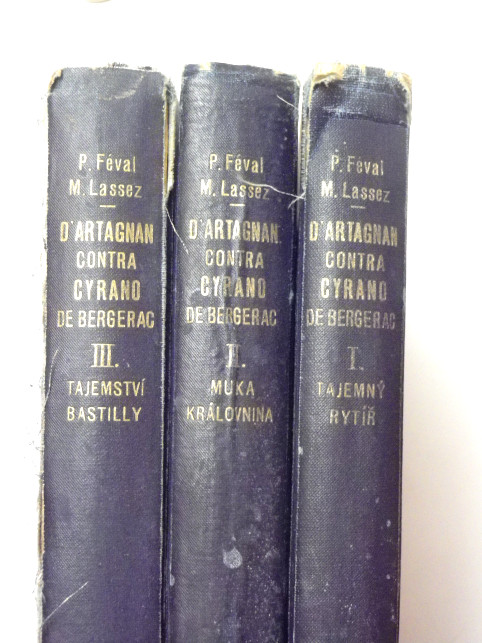 P. Féval
M. Lassez
D'ARTAGNAN
CONTRA
CYRANO
DE BERGERAC
III.
TAJEMSTVÍ
BASTILLY
P. Féval
M. Lassez
D'ARTAGNAN
CONTRA
CYRANO
DE BERGERAC
II.
MUKA
KRÁLOVNINA
P. Féval
M. Lassez
D'ARTAGNAN
CONTRA
CYRANO
DE BERGERAC
I.
TAJEMNÝ
RYTÍŘ